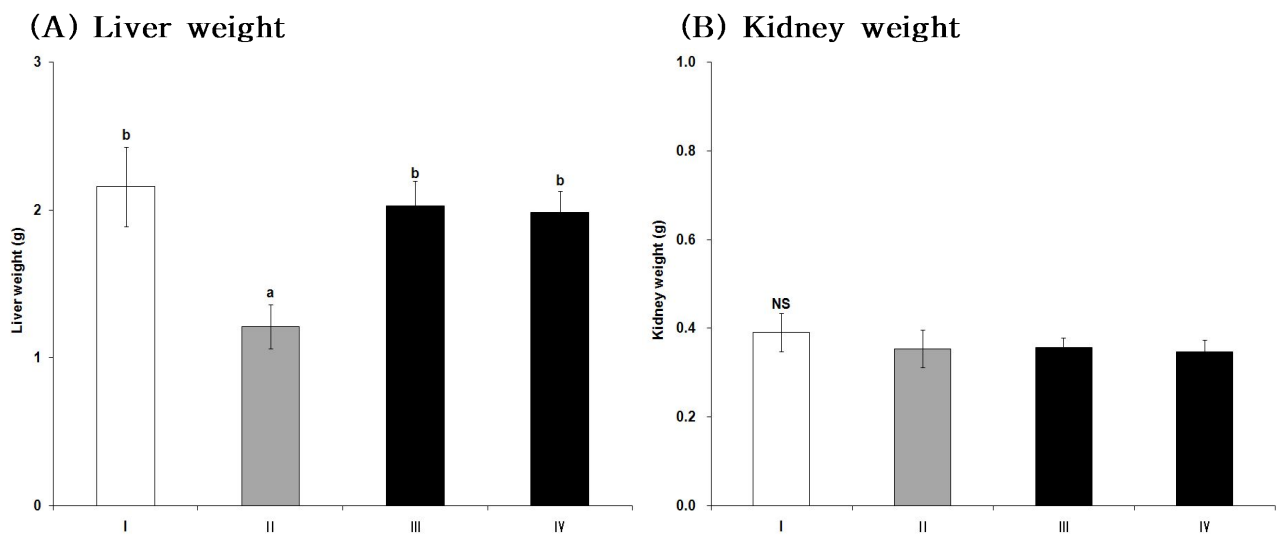 (A) Liver weight
3
2
1
0
Liver weight (g)
b
a
b
b
I
II
III
IV
(B) Kidney weight
1.0
0.8
0.6
0.4
0.2
0.0
Kidney weight (g)
NS
I
II
III
IV